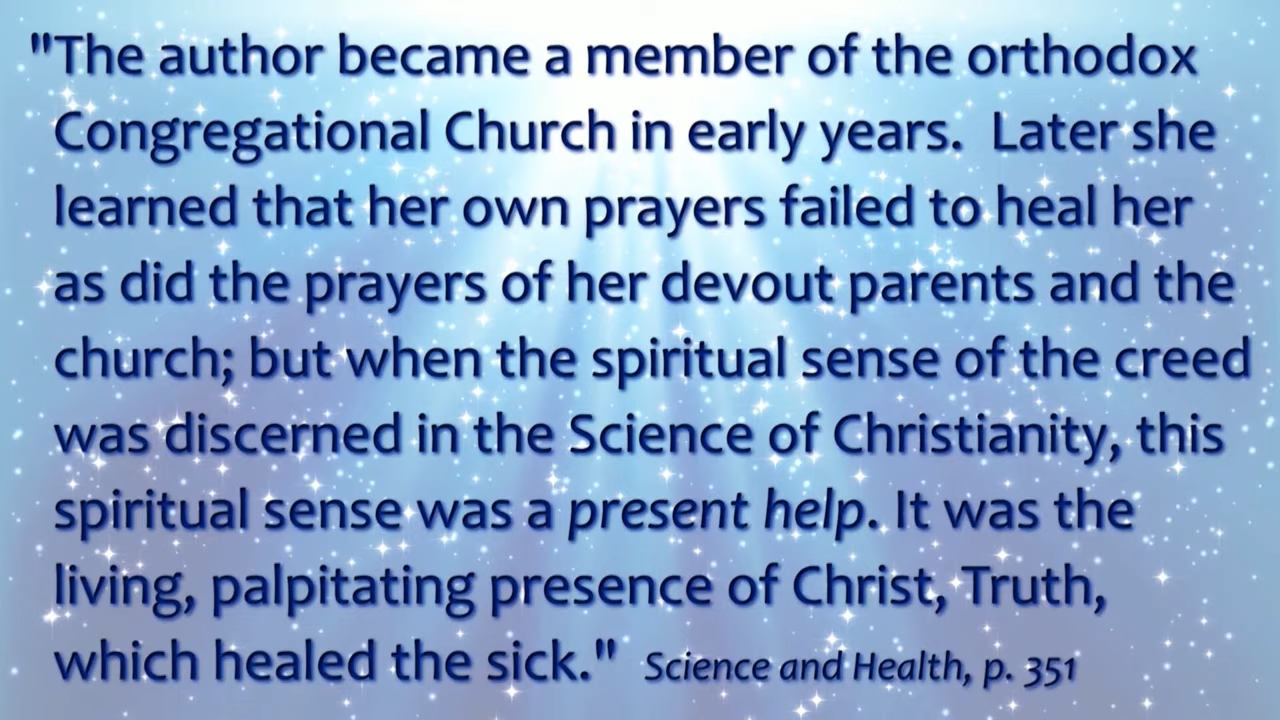 "The author became a member of the orthodox
Congregational Church in early years. Later she
learned that her own prayers failed to heal her
as did the prayers of her devout parents and the
church; but when the spiritual sense of the creed
was discerned in the Science of Christianity, this
spiritual sense was a present help. It was the
living, palpitating presence of Christ, Truth,
which healed the sick." Science and Health, p. 351